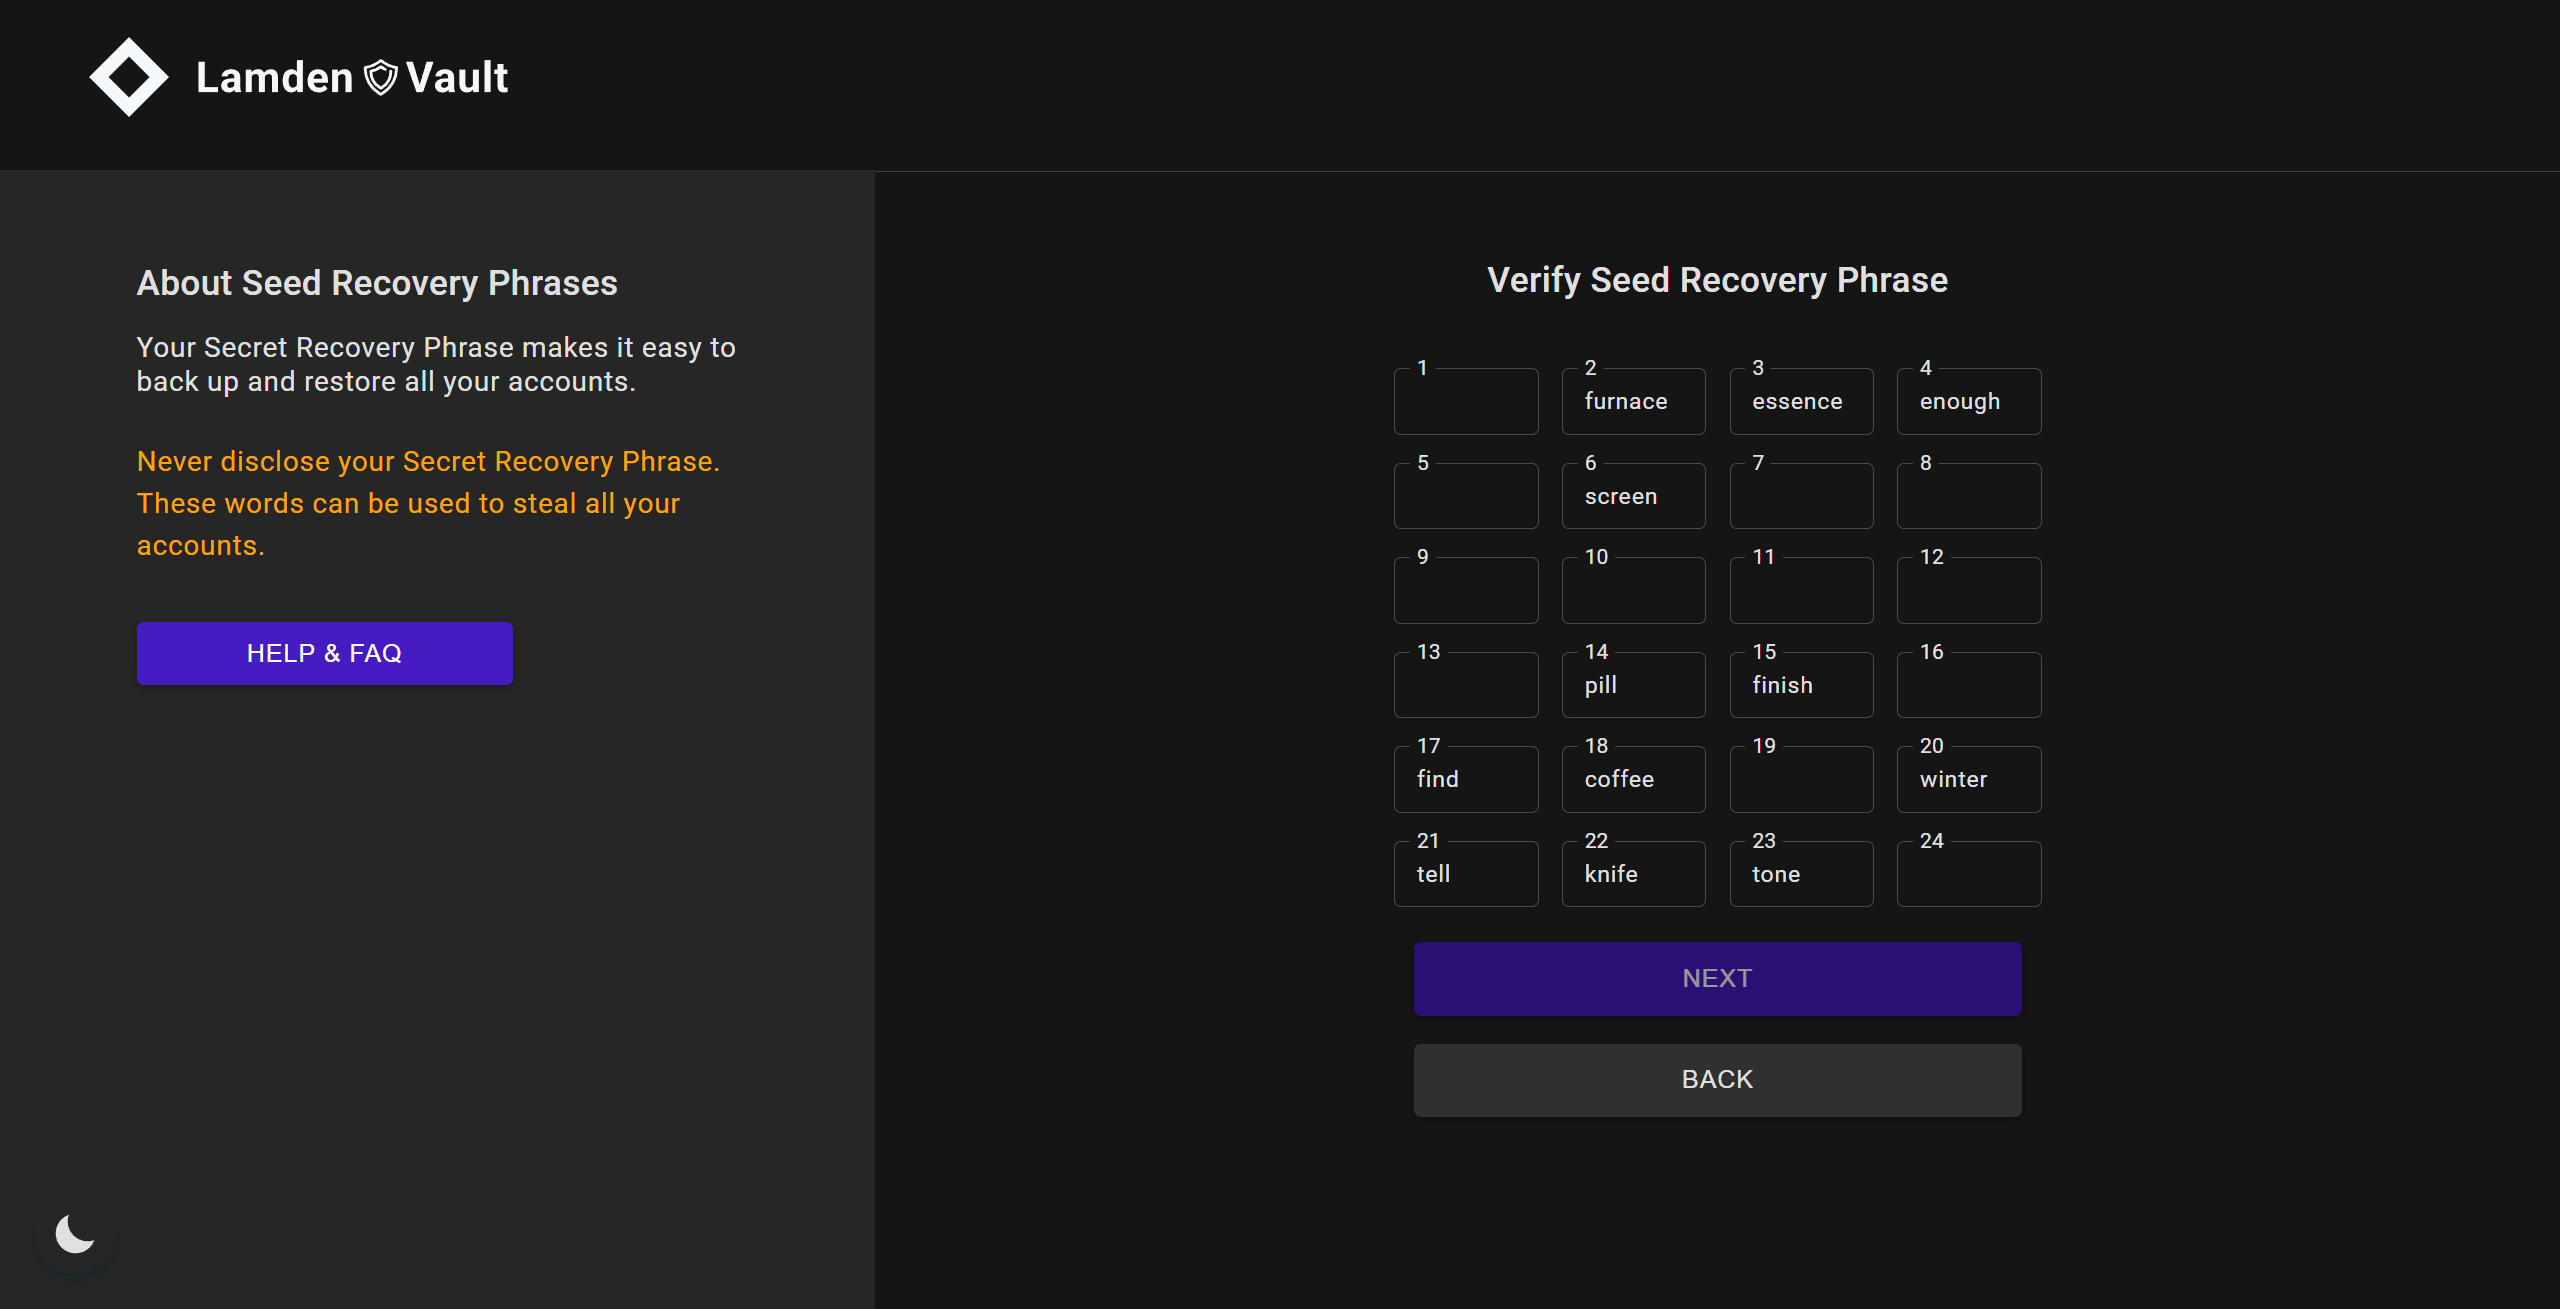 Lamden Vault
About Seed Recovery Phrases
Your Secret Recovery Phrase makes it easy to
back up and restore all your accounts.
Never disclose your Secret Recovery Phrase.
These words can be used to steal all your
accounts.
HELP & FAQ
Verify Seed Recovery Phrase
1 2 3 4
furnace essence enough
5 6 7 8
screen
9 10 11 12
13 14 15 16
pill finish
17 18 19 20
find coffee winter
21 22 23 24
tell knife tone
NEXT
BACK